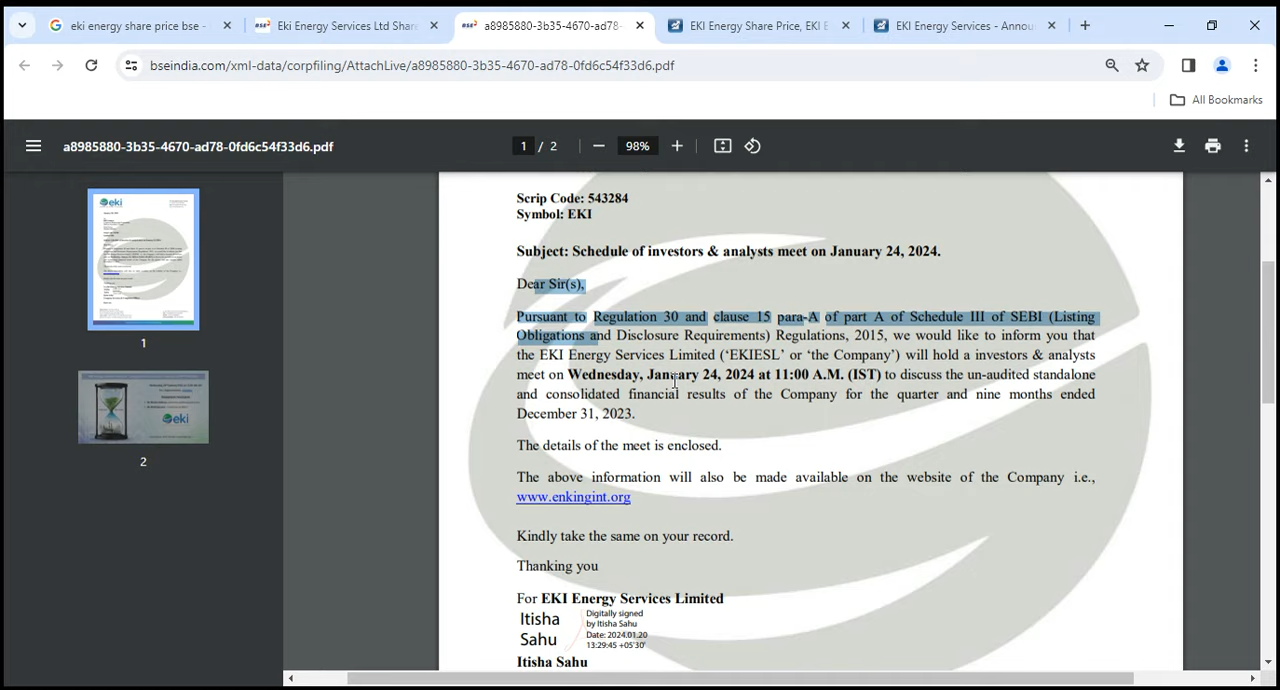 eki energy share price bse -
Eki Energy Services Ltd Share
a8985880-3b35-4670-ad78-
EKI Energy Share Price, EKI E
EKI Energy Services - Annou
bseindia.com/xml-data/corpfiling/AttachLive/a8985880-3b35-4670-ad78-0fd6c54f33d6.pdf
All Bookmarks
a8985880-3b35-4670-ad78-0fd6c54f33d6.pdf
1 / 2
98%
eki
1
eki
2
Scrip Code: 543284
Symbol: EKI
Subject: Schedule of investors & analysts meet on January 24, 2024.
Dear Sir(s),
Pursuant to Regulation 30 and clause 15 para-A of part A of Schedule III of SEBI (Listing
Obligations and Disclosure Requirements) Regulations, 2015, we would like to inform you that
the EKI Energy Services Limited (‘EKIESL’ or ‘the Company’) will hold a investors & analysts
meet on Wednesday, January 24, 2024 at 11:00 A.M. (IST) to discuss the un-audited standalone
and consolidated financial results of the Company for the quarter and nine months ended
December 31, 2023.
The details of the meet is enclosed.
The above information will also be made available on the website of the Company i.e.,
www.enkingint.org
Kindly take the same on your record.
Thanking you
For EKI Energy Services Limited
Itisha
Sahu
Digitally signed
by Itisha Sahu
Date: 2024.01.20
13:29:45 +05'30'
Itisha Sahu